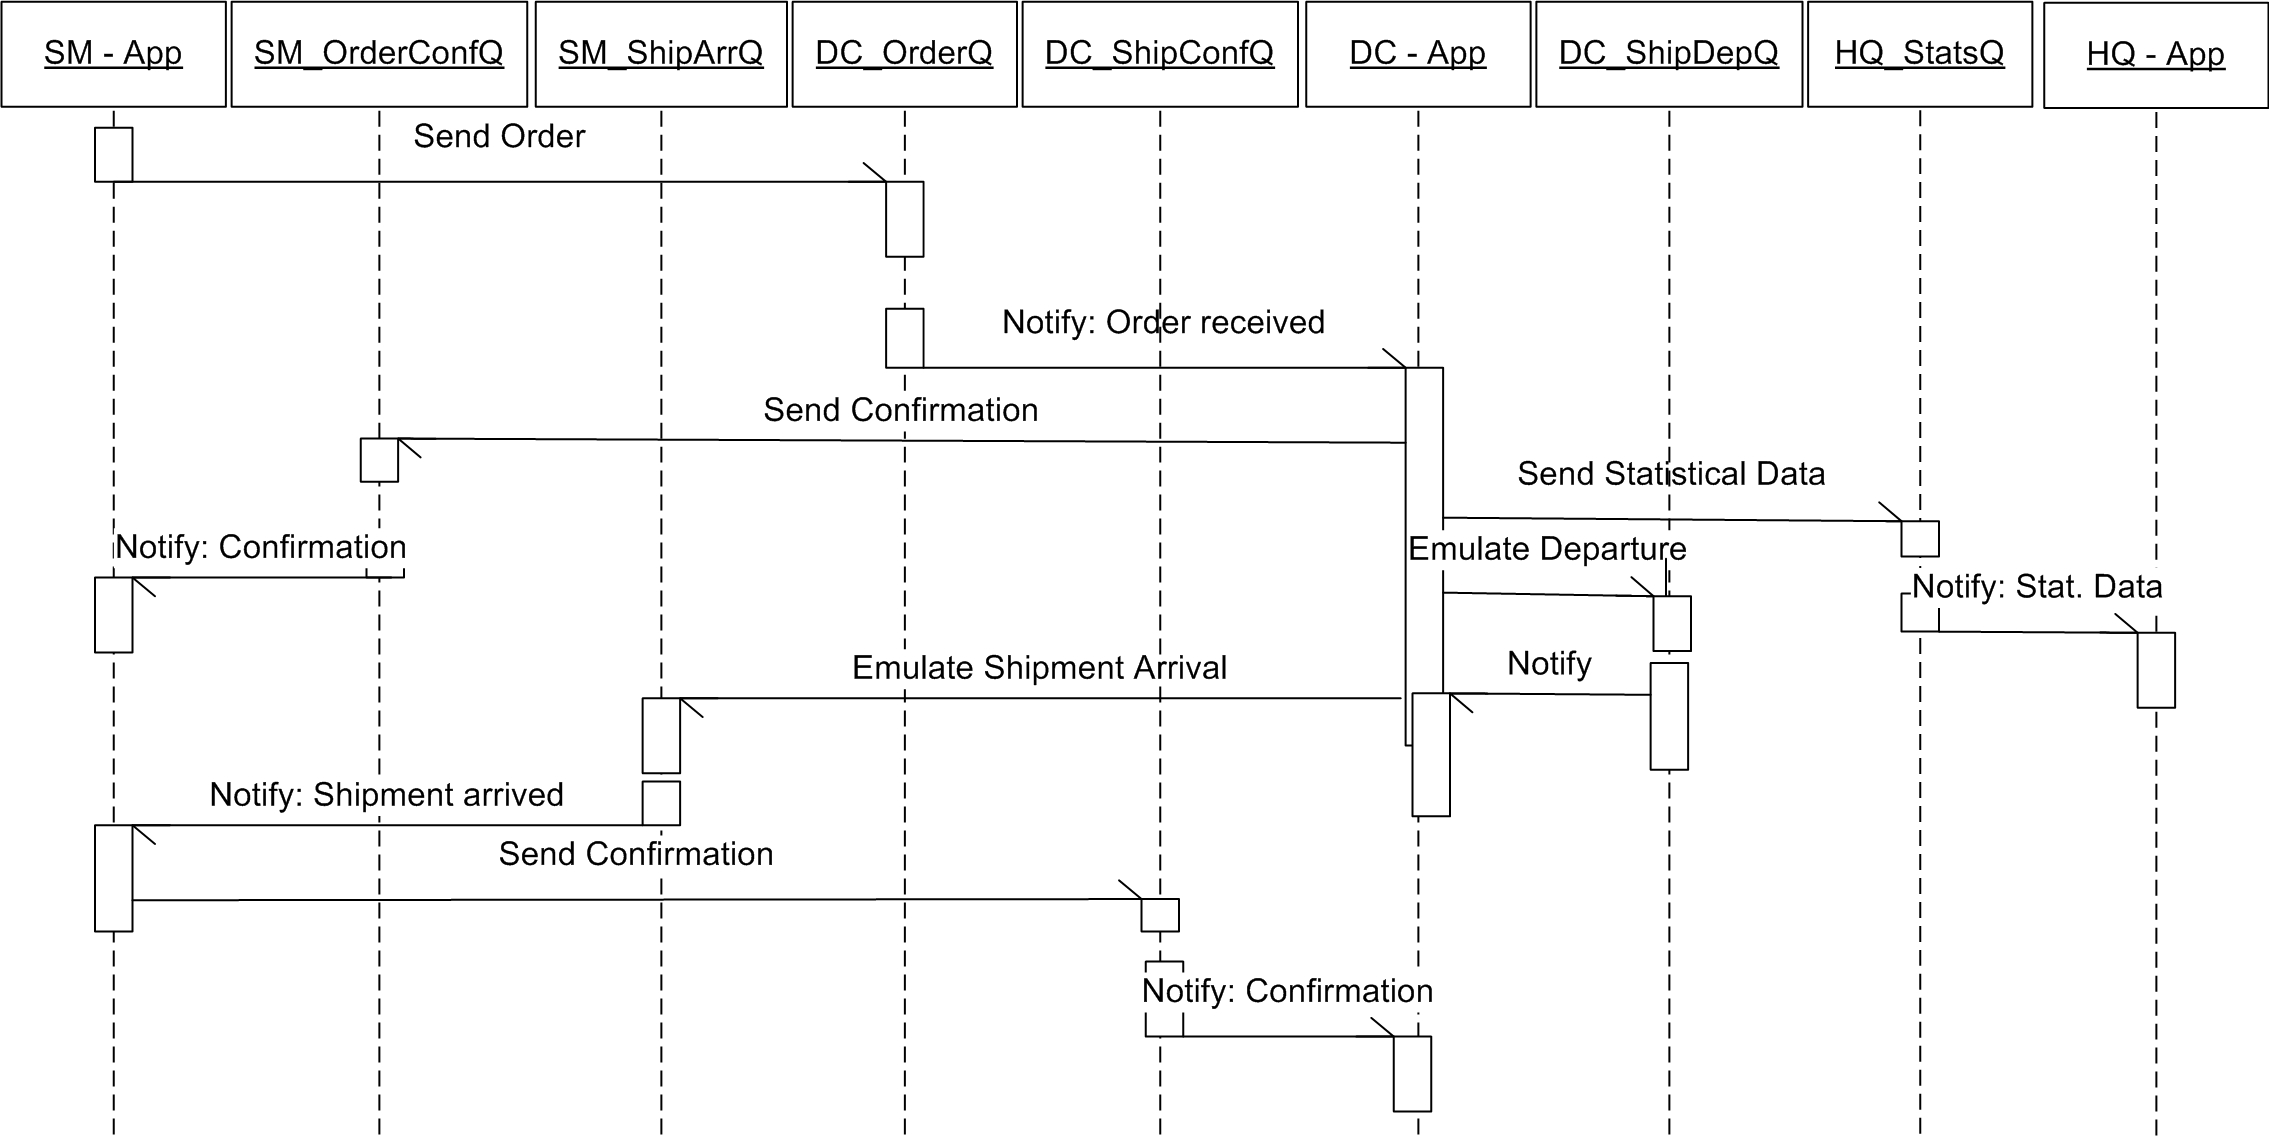 SM - App
SM_OrderConfQ
SM_ShipArrQ
DC_OrderQ
DC_ShipConfQ
DC - App
DC_ShipDepQ
HQ_StatsQ
HQ - App
Send Order
Notify: Order received
Send Confirmation
Send Statistical Data
Notify: Confirmation
Emulate Departure
Notify: Stat. Data
Emulate Shipment Arrival
Notify
Notify: Shipment arrived
Send Confirmation
Notify: Confirmation